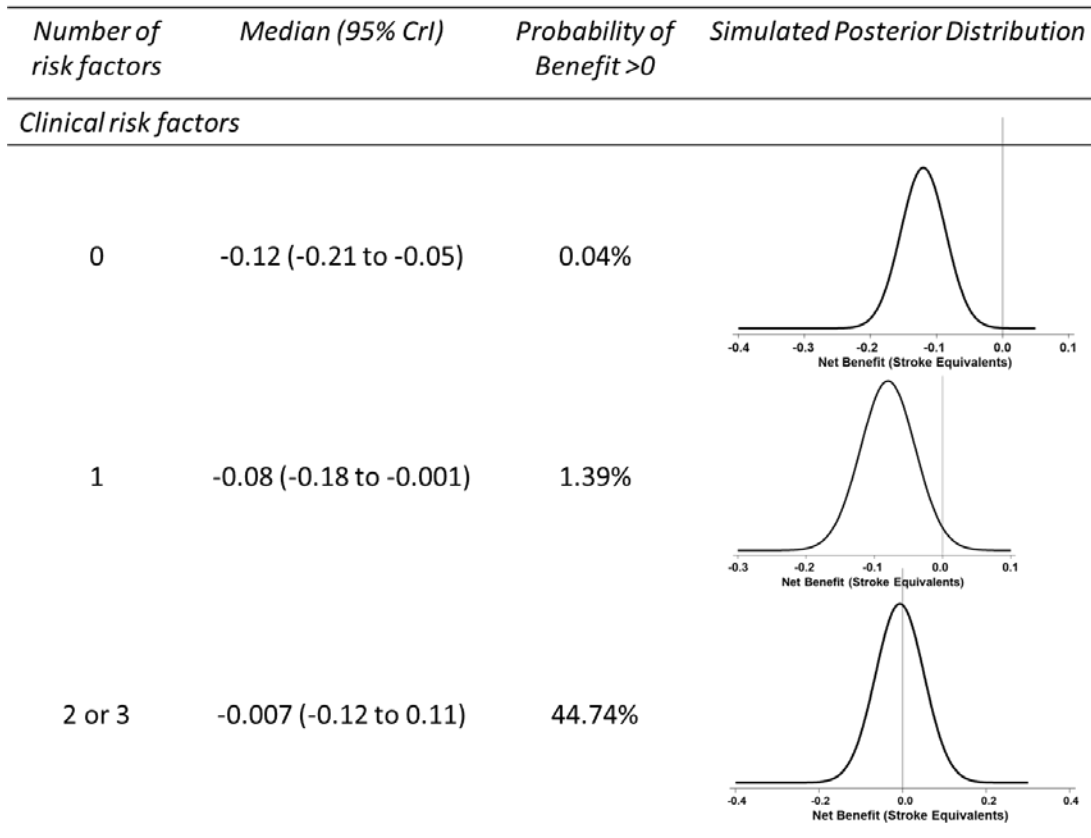 Number of risk factors Median (95% CrI) Probability of Benefit >0 Simulated Posterior Distribution
Clinical risk factors
0 -0.12 (-0.21 to -0.05) 0.04%
-0.4 -0.3 -0.2 -0.1 0.0 0.1
Net Benefit (Stroke Equivalents)
1 -0.08 (-0.18 to -0.001) 1.39%
-0.3 -0.2 -0.1 0.0 0.1
Net Benefit (Stroke Equivalents)
2 or 3 -0.007 (-0.12 to 0.11) 44.74%
-0.4 -0.2 0.0 0.2 0.4
Net Benefit (Stroke Equivalents)